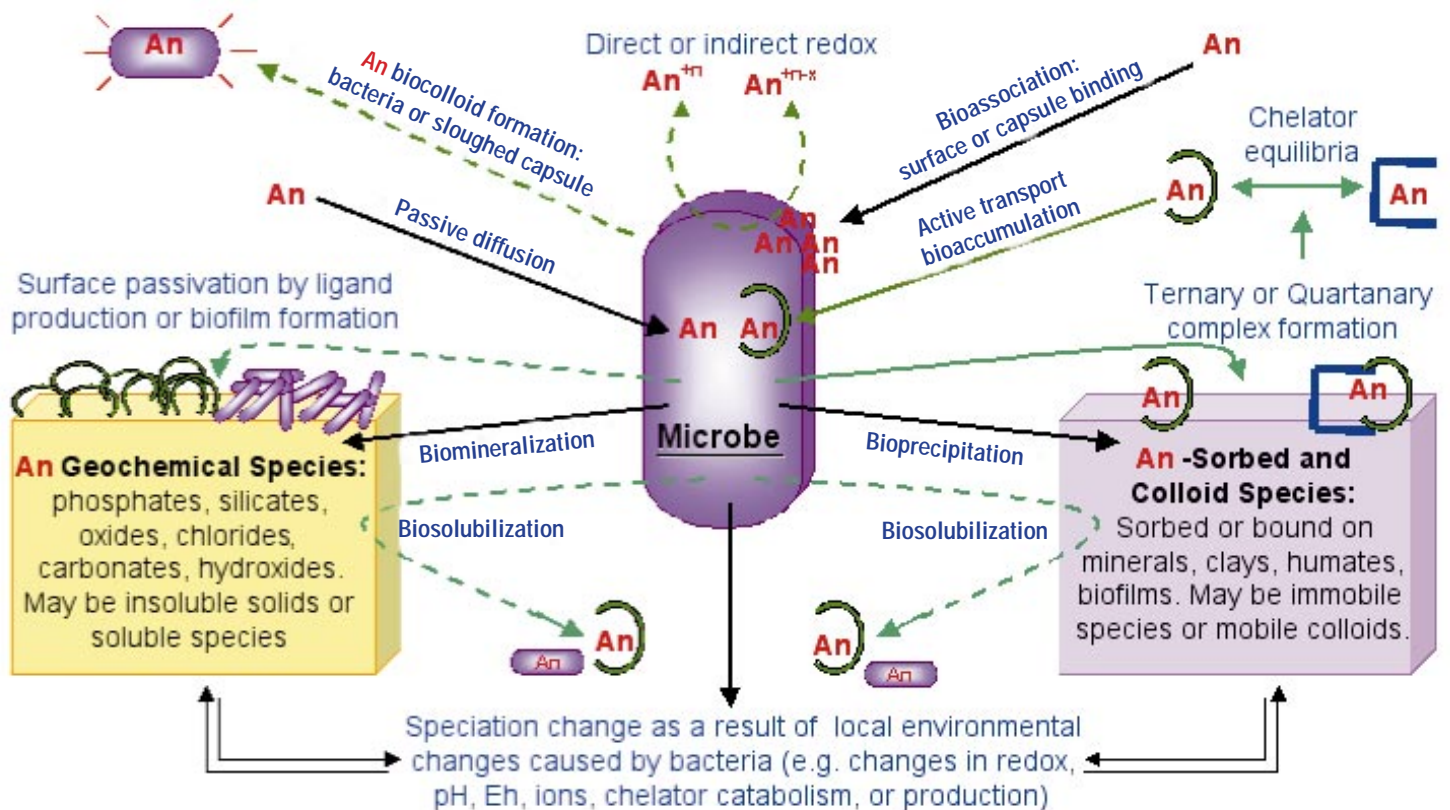 An
Direct or indirect redox
An+n
An+n-x
An
An biocolloid formation:
bacteria or sloughed capsule
Bioassociation:
surface or capsule binding
Chelator
equilibria
An
An
An
Passive diffusion
Active transport
bioaccumulation
An
An An
An
Surface passivation by ligand
production or biofilm formation
Ternary or Quartanary
complex formation
An
An
An
An
Microbe
Biomineralization
Bioprecipitation
An Geochemical Species:
phosphates, silicates,
oxides, chlorides,
carbonates, hydroxides.
May be insoluble solids or
soluble species
An -Sorbed and
Colloid Species:
Sorbed or bound on
minerals, clays, humates,
biofilms. May be immobile
species or mobile colloids.
Biosolubilization
Biosolubilization
An
An
An
An
Speciation change as a result of local environmental
changes caused by bacteria (e.g. changes in redox,
pH, Eh, ions, chelator catabolism, or production)